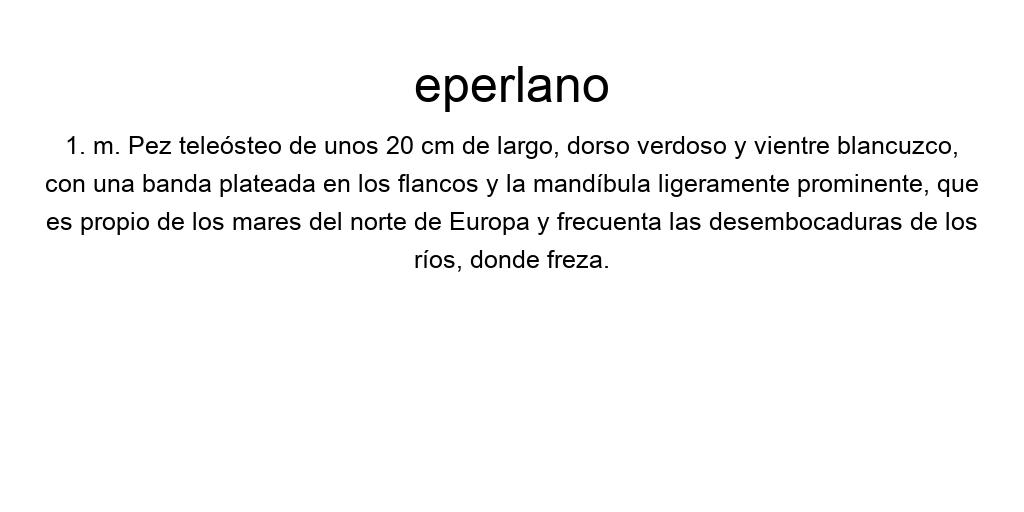 eperlano
1. m. Pez teleósteo de unos 20 cm de largo, dorso verdoso y vientre blancuzco,
con una banda plateada en los flancos y la mandíbula ligeramente prominente, que
es propio de los mares del norte de Europa y frecuenta las desembocaduras de los
ríos, donde freza.